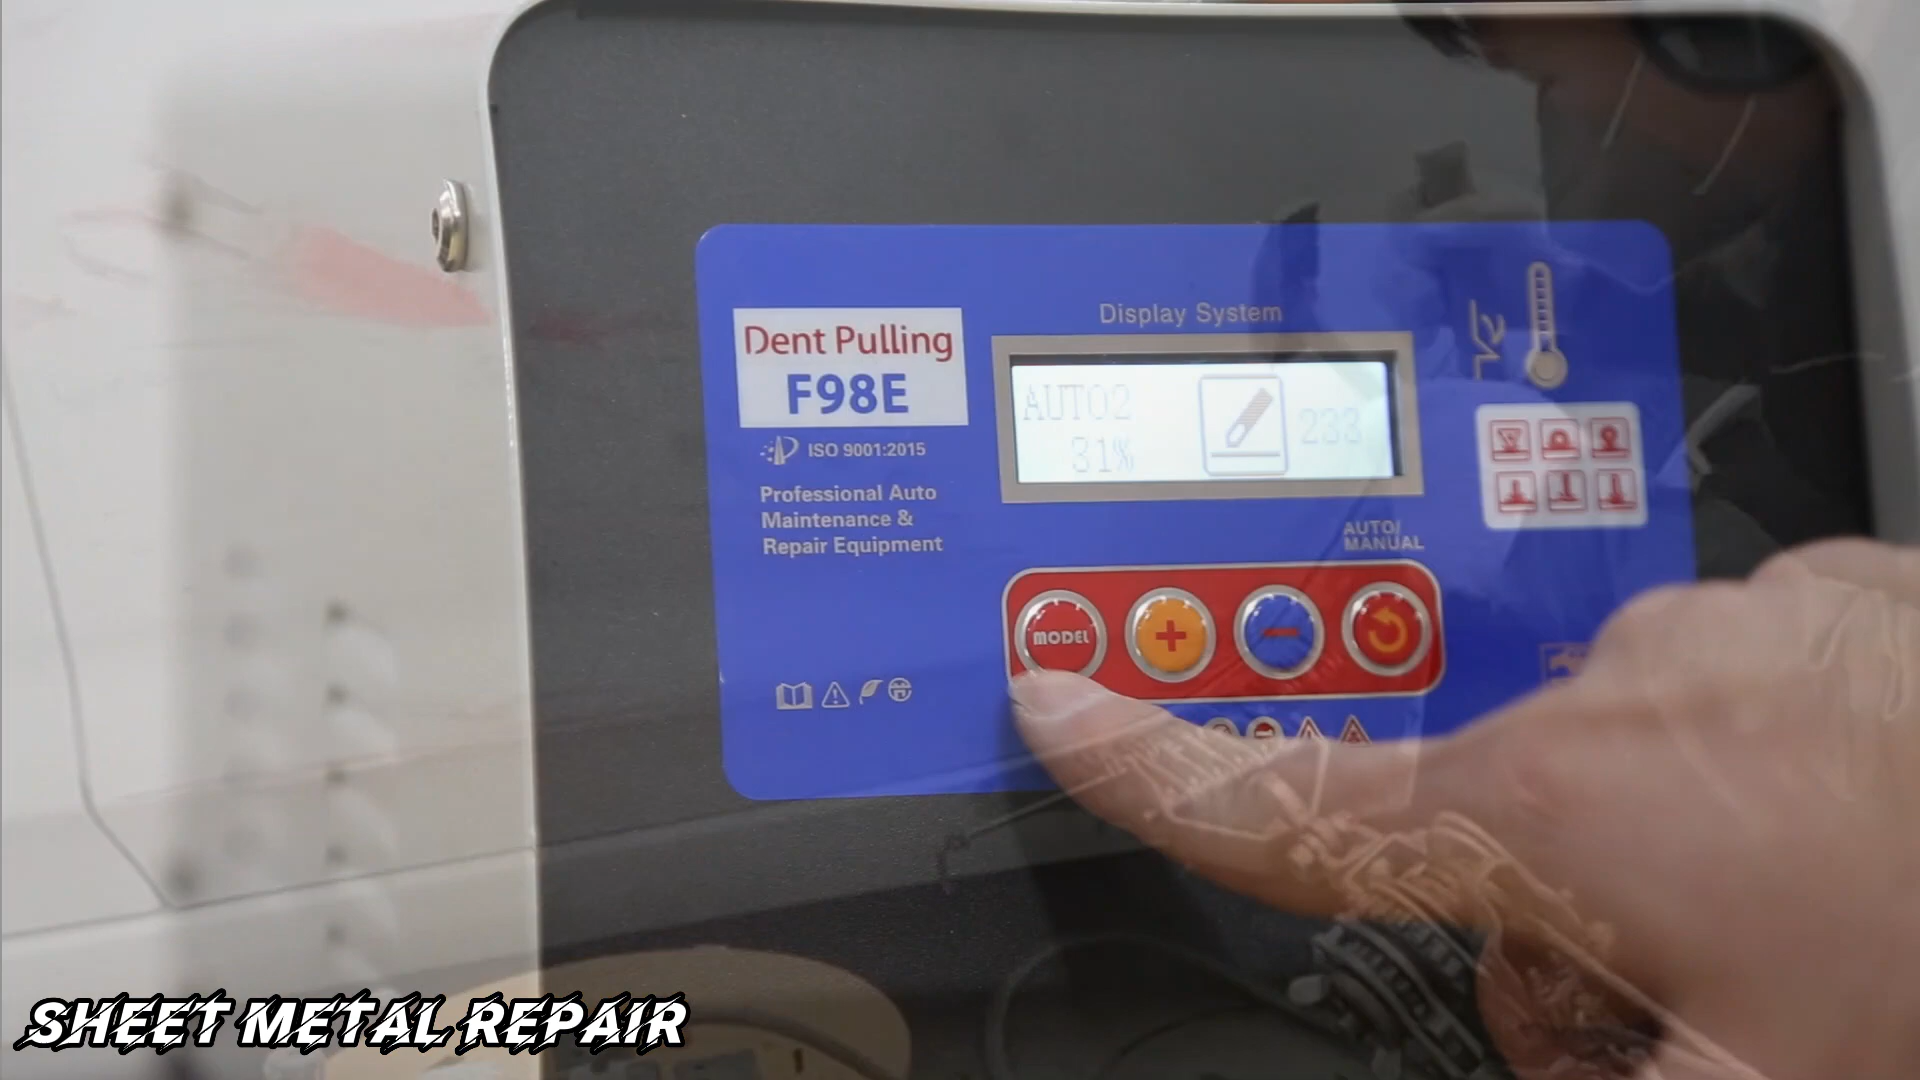 Display System
Dent Pulling
F98E
AUTO2
31%
233
ISO 9001:2015
Professional Auto
Maintenance &
Repair Equipment
AUTO/
MANUAL
MODEL
+
−
SHEET METAL REPAIR